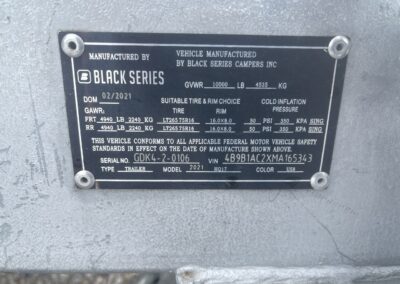 MANUFACTURED BY
VEHICLE MANUFACTURED
BY BLACK SERIES CAMPERS INC
B BLACK SERIES
GVWR 10000 LB 4535 KG
DOM 02/2021
SUITABLE TIRE & RIM CHOICE
COLD INFLATION
GAWR: TIRE RIM PRESSURE
FRT 4940 LB 2240 KG LT265 75R16 16.0X8.0 50 PSI 350 KPA SING
RR 4940 LB 2240 KG LT265 75R16 16.0X8.0 50 PSI 350 KPA SING
THIS VEHICLE CONFORMS TO ALL APPLICABLE FEDERAL MOTOR VEHICLE SAFETY
STANDARDS IN EFFECT ON THE DATE OF MANUFACTURE SHOWN ABOVE.
SERIAL NO. GDK4-2-0106 VIN 4B9B1AC2XMA165343
TYPE TRAILER MODEL 2021 HQ17 COLOR